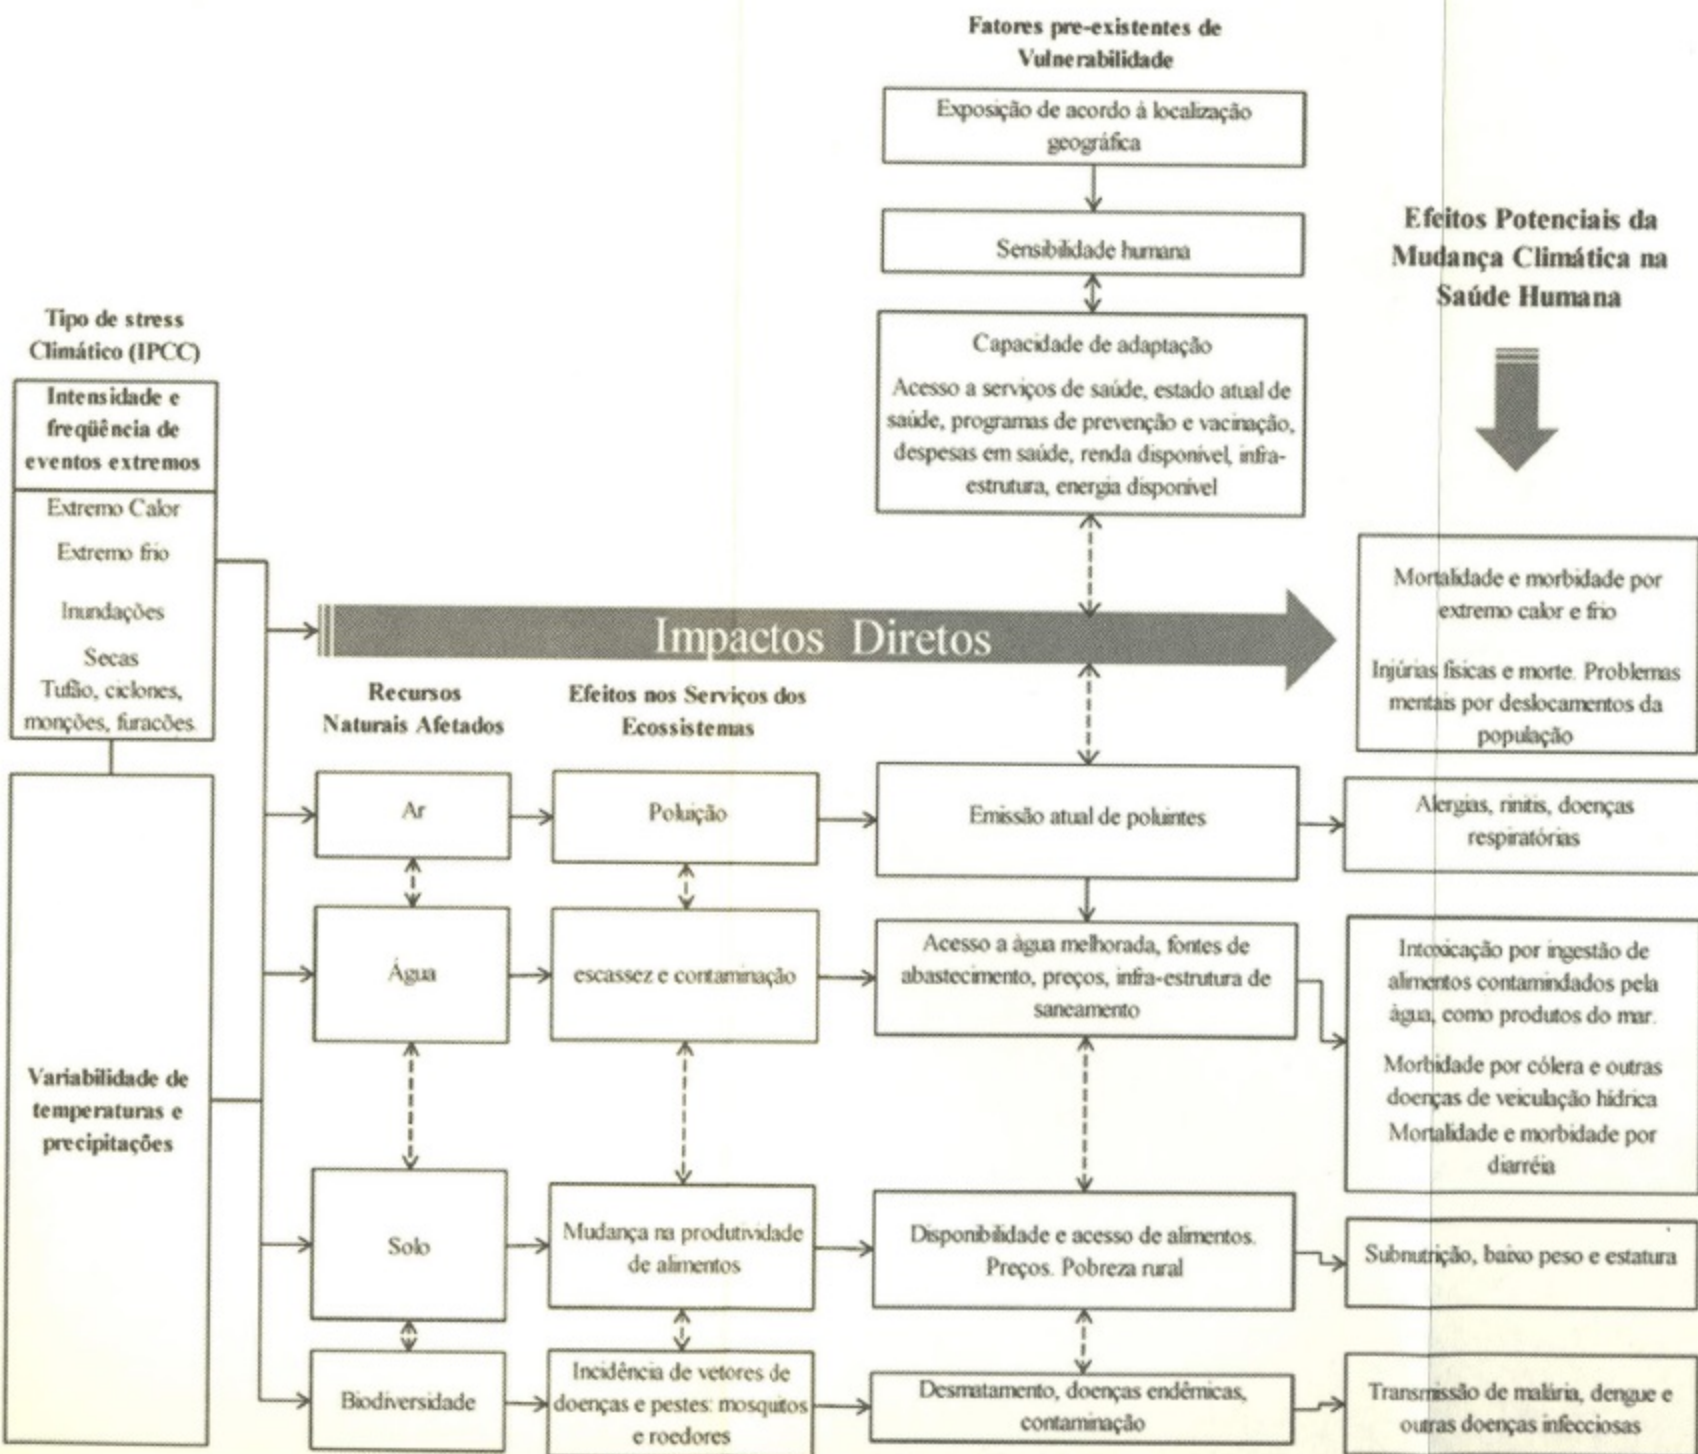 Fatores pre-existentes de
Vulnerabilidade
Exposição de acordo à localização
geográfica
Sensibilidade humana
Capacidade de adaptação
Acesso a serviços de saúde, estado atual de
saúde, programas de prevenção e vacinação,
despesas em saúde, renda disponível, infra-
estrutura, energia disponível
Efeitos Potenciais da
Mudança Climática na
Saúde Humana
Tipo de stress
Climático (IPCC)
Intensidade e
freqüência de
eventos extremos
Extremo Calor
Extremo frio
Inundações
Secas
Tufão, ciclones,
monções, furacões.
Variabilidade de
temperaturas e
precipitações
Impactos Diretos
Mortalidade e morbidade por
extremo calor e frio
Injúrias físicas e morte. Problemas
mentais por deslocamentos da
população
Recursos
Naturais Afetados
Efeitos nos Serviços dos
Ecossistemas
Ar
Poluição
Emissão atual de poluintes
Alergias, rinitis, doenças
respiratórias
Água
escassez e contaminação
Acesso a água melhorada, fontes de
abastecimento, preços, infra-estrutura de
saneamento
Intoxicação por ingestão de
alimentos contamindados pela
água, como produtos do mar.
Morbidade por cólera e outras
doenças de veiculação hídrica
Mortalidade e morbidade por
diarréia
Solo
Mudança na produtividade
de alimentos
Disponibilidade e acesso de alimentos.
Preços. Pobreza rural
Subnutrição, baixo peso e estatura
Biodiversidade
Incidência de vetores de
doenças e pestes: mosquitos
e roedores
Desmatamento, doenças endêmicas,
contaminação
Transmissão de malária, dengue e
outras doenças infecciosas